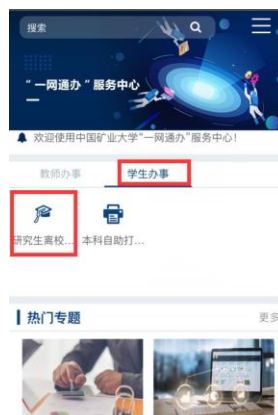 搜索
“一网通办”服务中心
欢迎使用中国矿业大学“一网通办”服务中心!
教师办事 学生办事
研究生离校... 本科自助打...
热门专题 更多